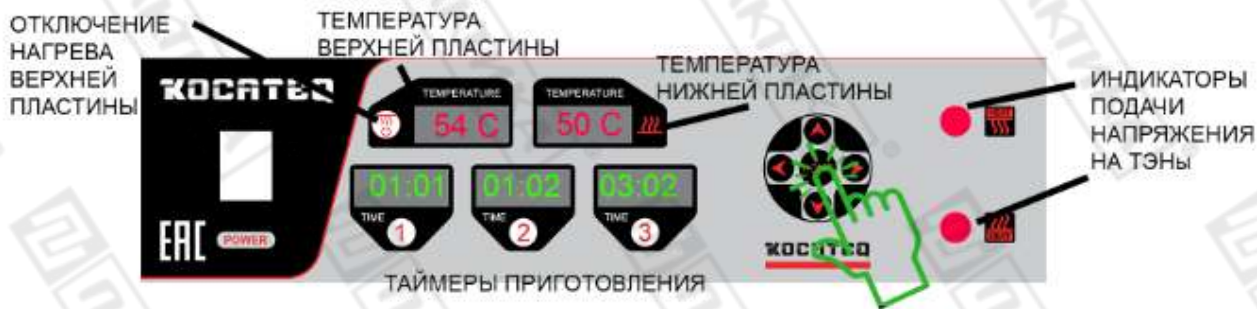 ОТКЛЮЧЕНИЕ
НАГРЕВА
ВЕРХНЕЙ
ПЛАСТИНЫ
ТЕМПЕРАТУРА
ВЕРХНЕЙ ПЛАСТИНЫ
ТЕМПЕРАТУРА
НИЖНЕЙ ПЛАСТИНЫ
ИНДИКАТОРЫ
ПОДАЧИ
НАПРЯЖЕНИЯ
НА ТЭНы
KOCATEQ
TEMPERATURE
54 C
TEMPERATURE
50 C
01:01
01:02
03:02
TIME 1
TIME 2
TIME 3
EAC
POWER
KOCATEQ
ТАЙМЕРЫ ПРИГОТОВЛЕНИЯ